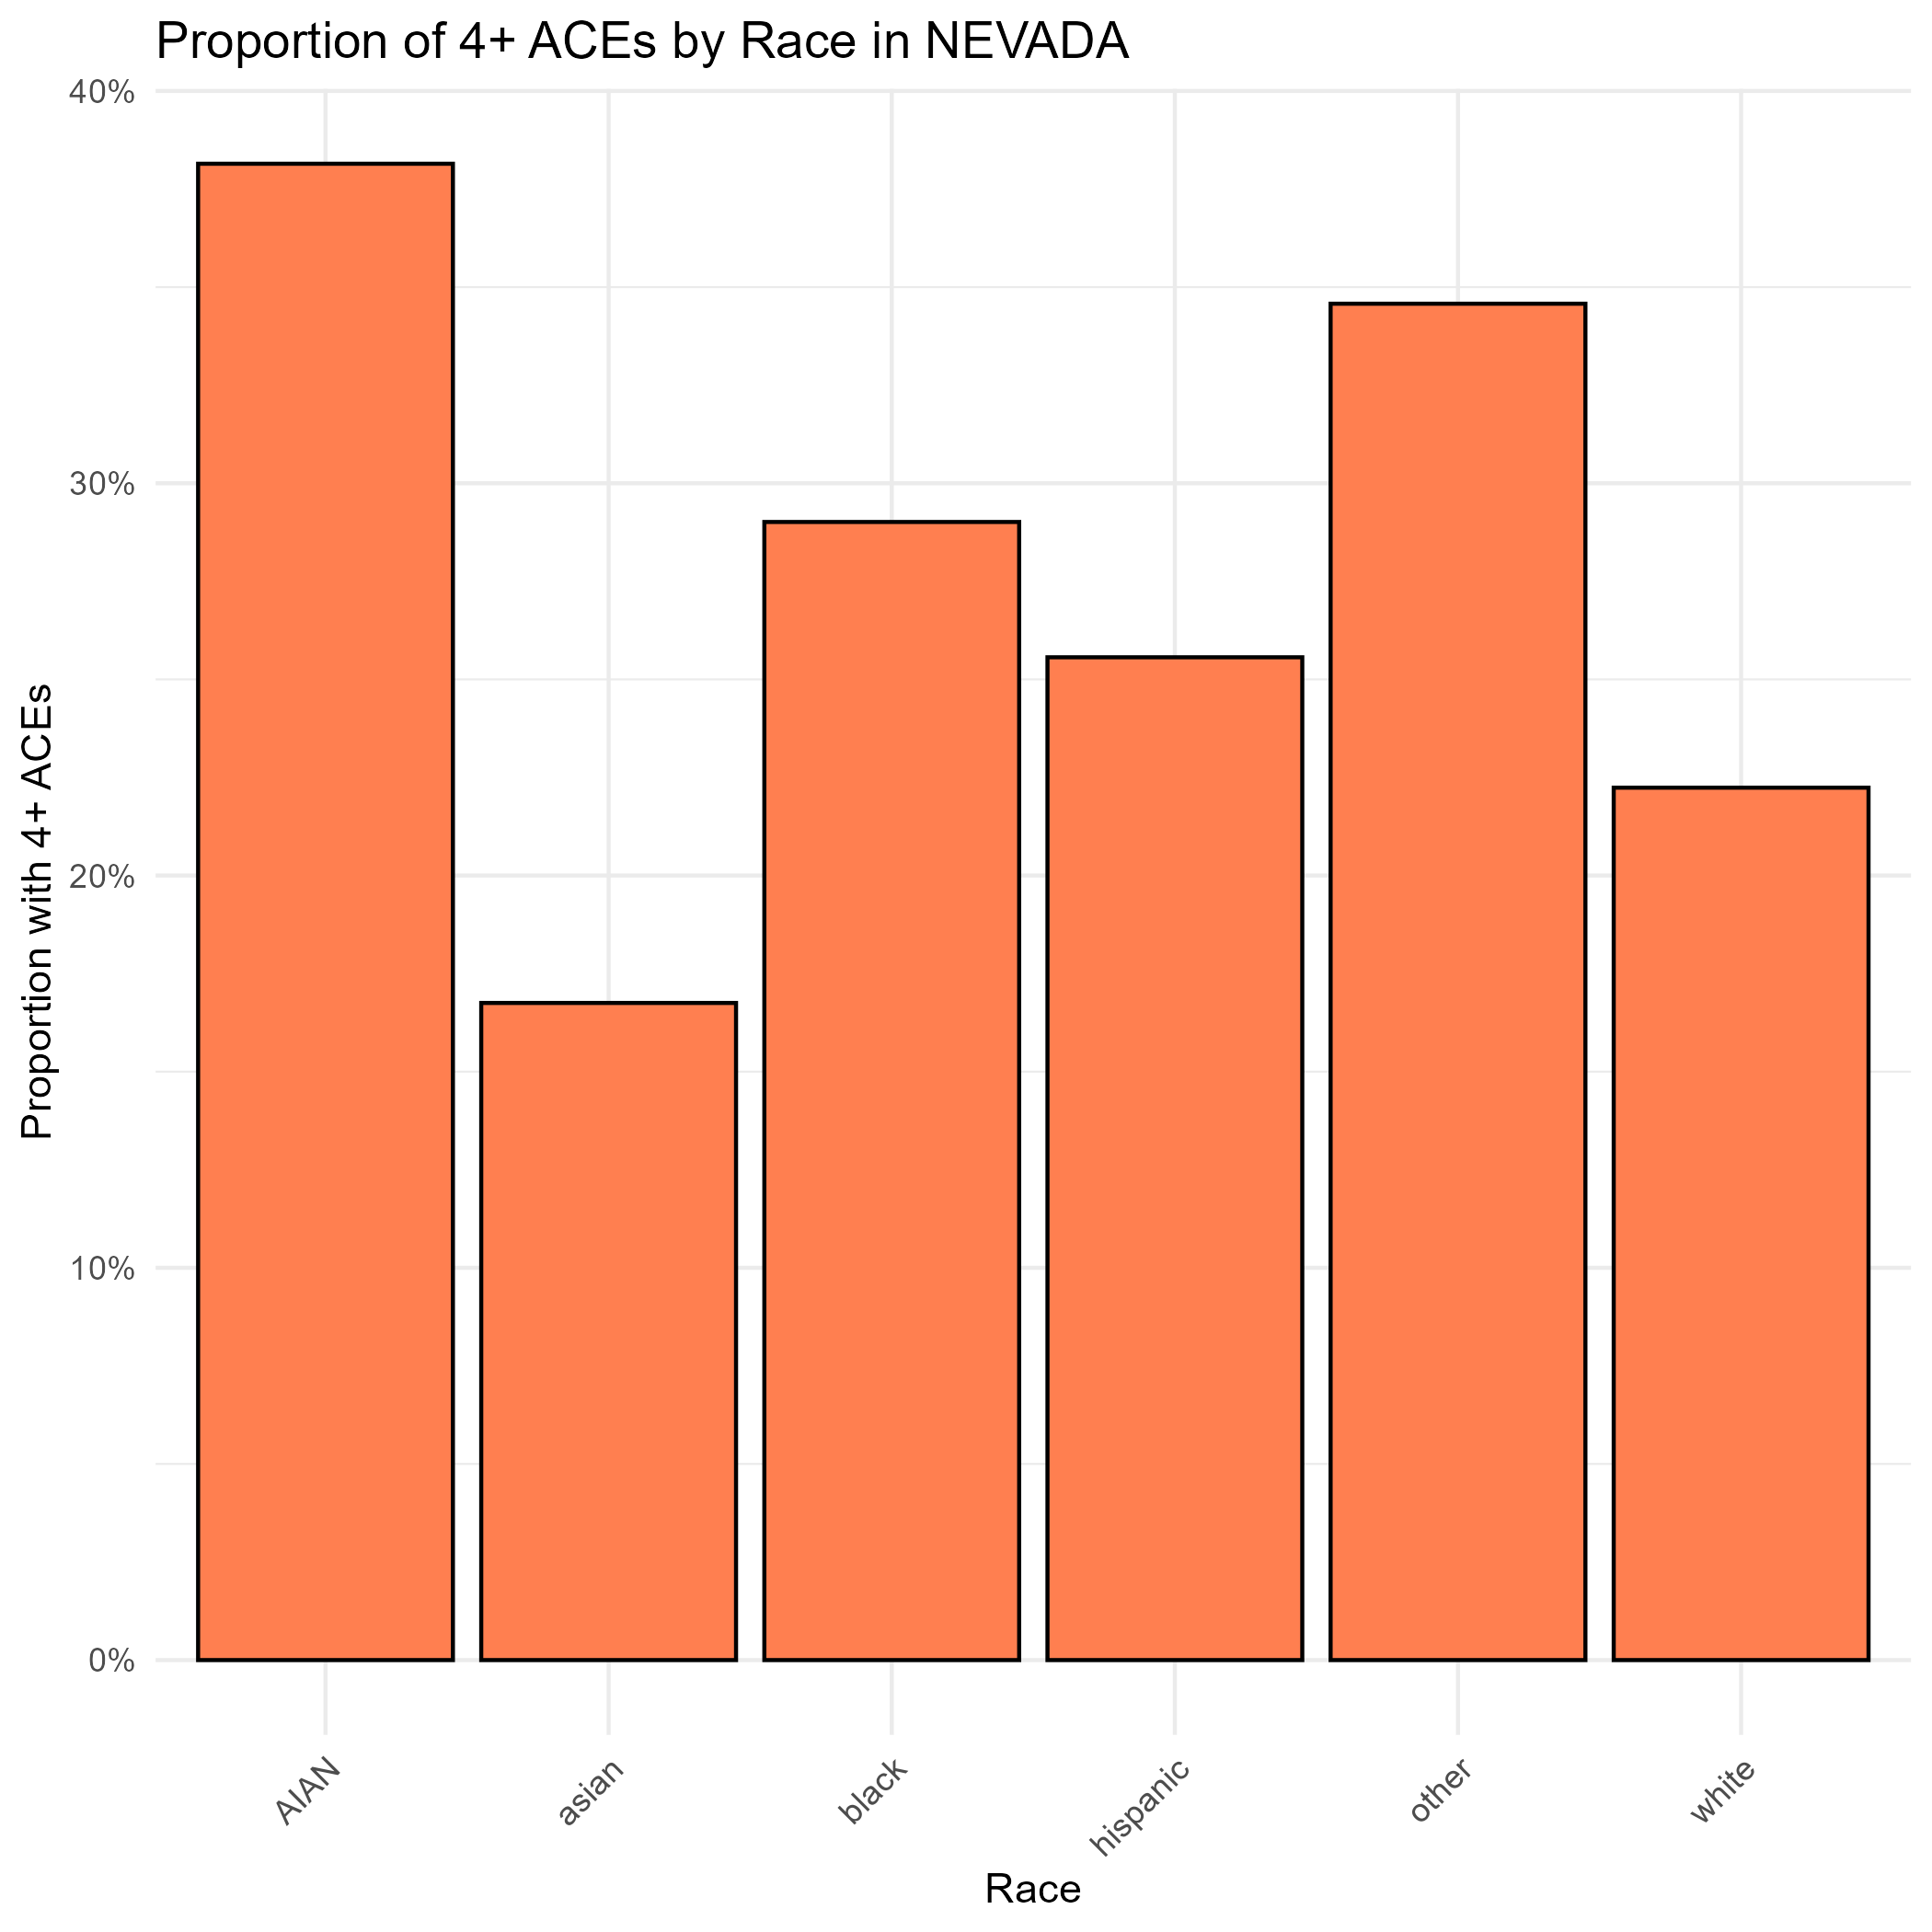 Proportion of 4+ ACEs by Race in NEVADA
Proportion with 4+ ACEs
40%
30%
20%
10%
0%
AIAN
asian
black
hispanic
other
white
Race